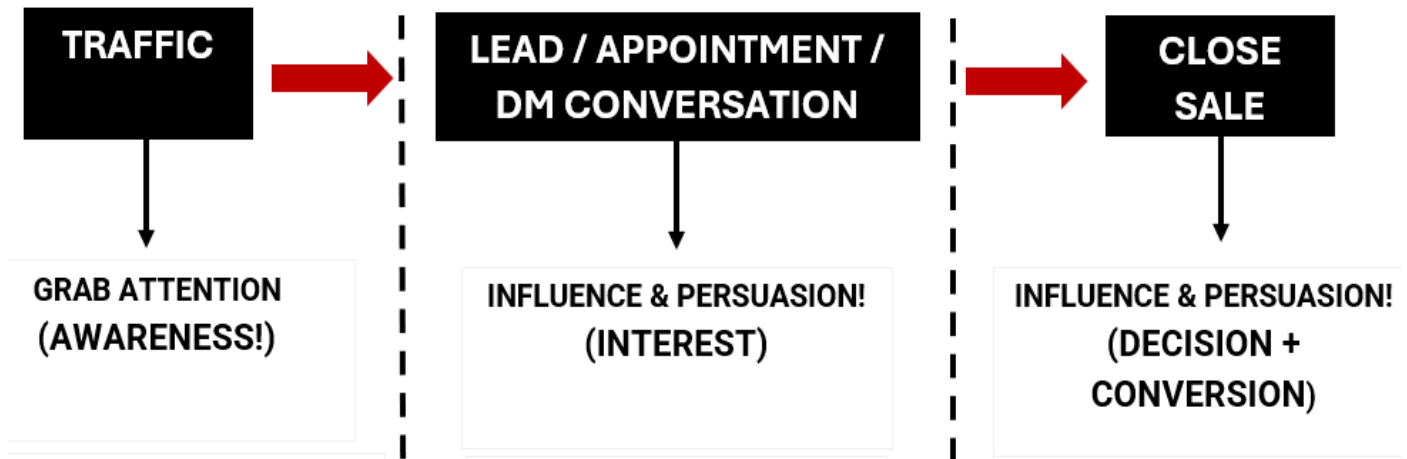 TRAFFIC
LEAD / APPOINTMENT /
DM CONVERSATION
CLOSE
SALE
GRAB ATTENTION
(AWARENESS!)
INFLUENCE & PERSUASION!
(INTEREST)
INFLUENCE & PERSUASION!
(DECISION +
CONVERSION)